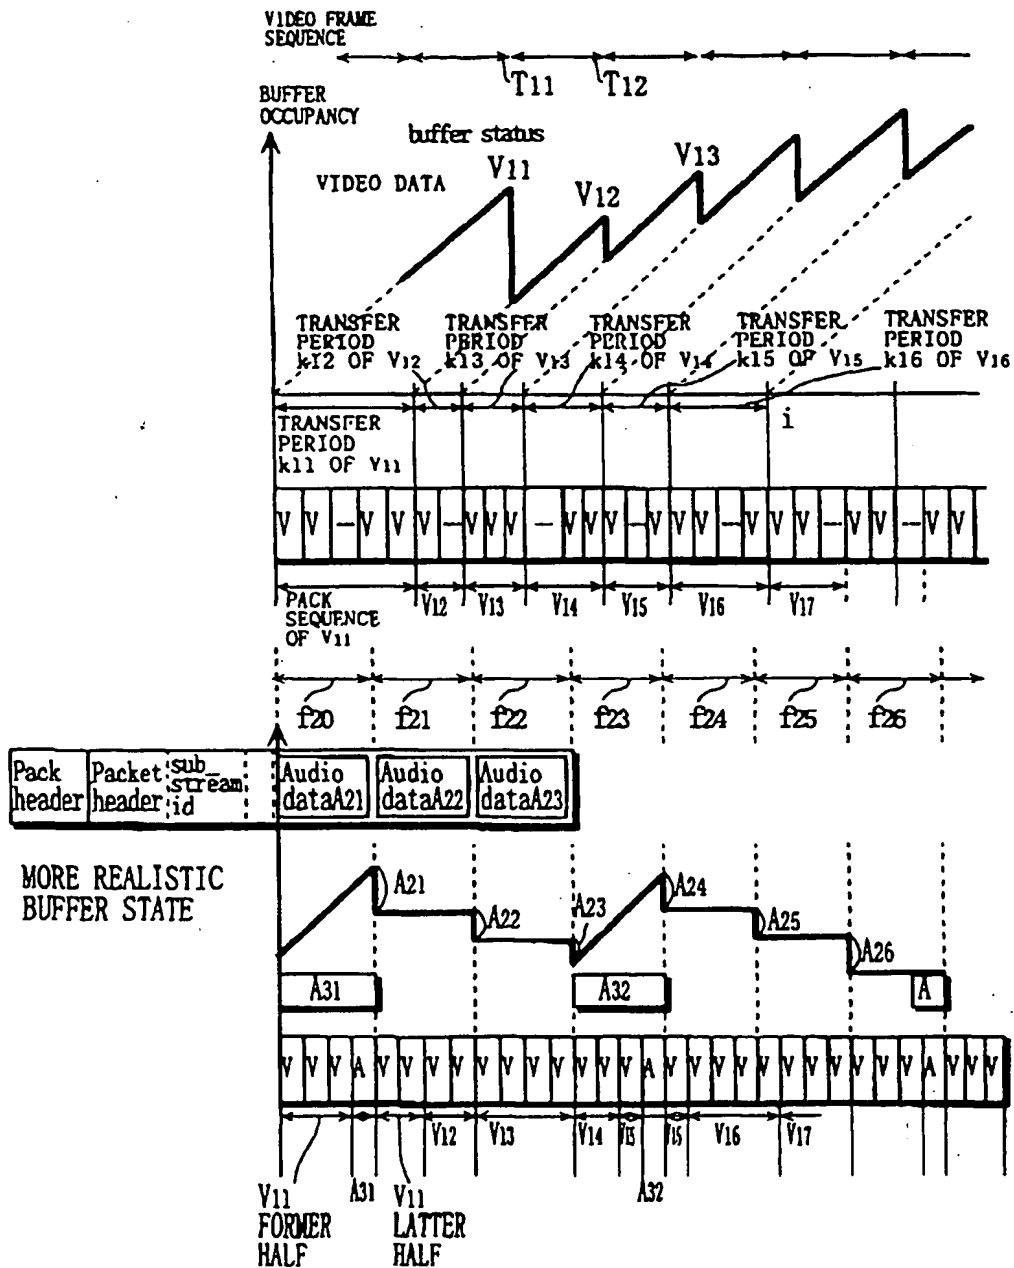 VIDEO FRAME
SEQUENCE
T11 T12
BUFFER
OCCUPANCY
buffer status
VIDEO DATA
V11
V12
V13
TRANSFER
PERIOD
k12 OF V12
TRANSFER
PERIOD
k13 OF V13
TRANSFER
PERIOD
k14 OF V14
TRANSFER
PERIOD
k15 OF V15
TRANSFER
PERIOD
k16 OF V16
TRANSFER
PERIOD
k11 OF V11
i
V V - V V V - V V V - V V V - V V V - V V V - V V - V V
PACK
SEQUENCE
OF V11
V12 V13 V14 V15 V16 V17
f20 f21 f22 f23 f24 f25 f26
Pack
header
Packet
header
sub_
stream
id
Audio
dataA21
Audio
dataA22
Audio
dataA23
MORE REALISTIC
BUFFER STATE
A21
A22
A23
A24
A25
A26
A31 A32 A
V V V A V V V V V V V V V V V A V V V V V V V V V V A V V V
V12 V13 V14 V15 V15 V16 V17
A31 A32
V11
FORMER
HALF
V11
LATTER
HALF